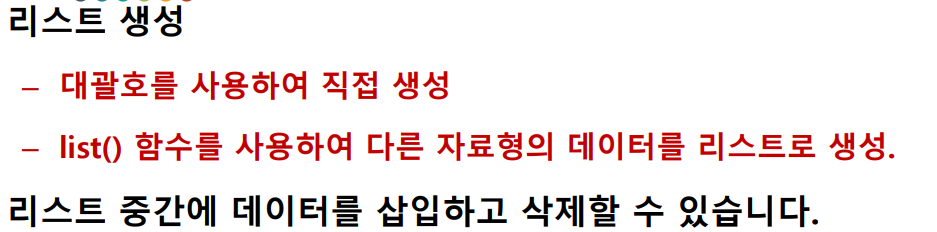 리스트 생성
– 대괄호를 사용하여 직접 생성
– list() 함수를 사용하여 다른 자료형의 데이터를 리스트로 생성.
리스트 중간에 데이터를 삽입하고 삭제할 수 있습니다.